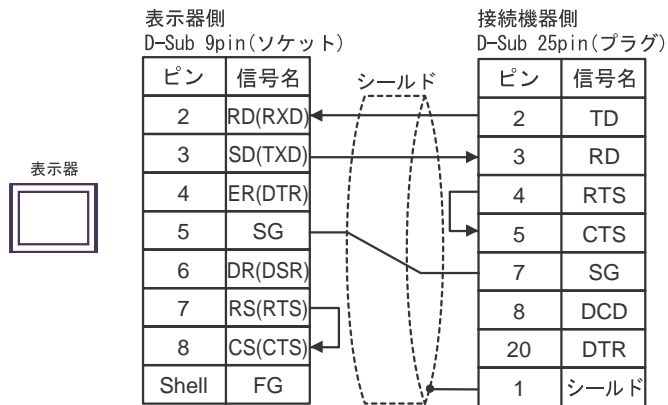 表示器側
D-Sub 9pin(ソケット)
接続機器側
D-Sub 25pin(プラグ)
表示器
シールド
ピン 信号名
2 RD(RXD)
3 SD(TXD)
4 ER(DTR)
5 SG
6 DR(DSR)
7 RS(RTS)
8 CS(CTS)
Shell FG
ピン 信号名
2 TD
3 RD
4 RTS
5 CTS
7 SG
8 DCD
20 DTR
1 シールド